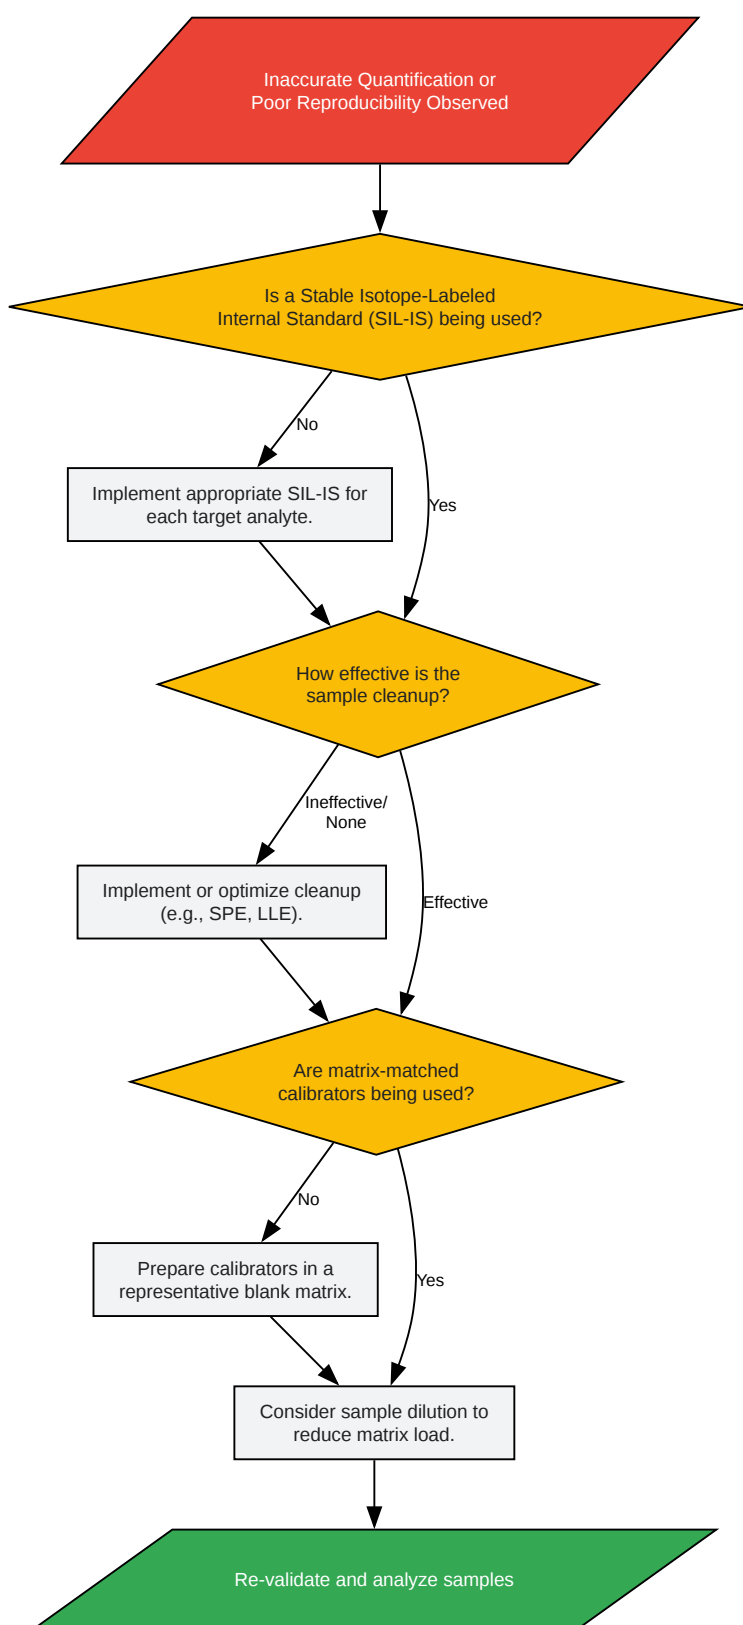 Inaccurate Quantification or
Poor Reproducibility Observed
Is a Stable Isotope-Labeled
Internal Standard (SIL-IS) being used?
No
Implement appropriate SIL-IS for
each target analyte.
Yes
How effective is the
sample cleanup?
Ineffective/
None
Implement or optimize cleanup
(e.g., SPE, LLE).
Effective
Are matrix-matched
calibrators being used?
No
Prepare calibrators in a
representative blank matrix.
Yes
Consider sample dilution to
reduce matrix load.
Re-validate and analyze samples